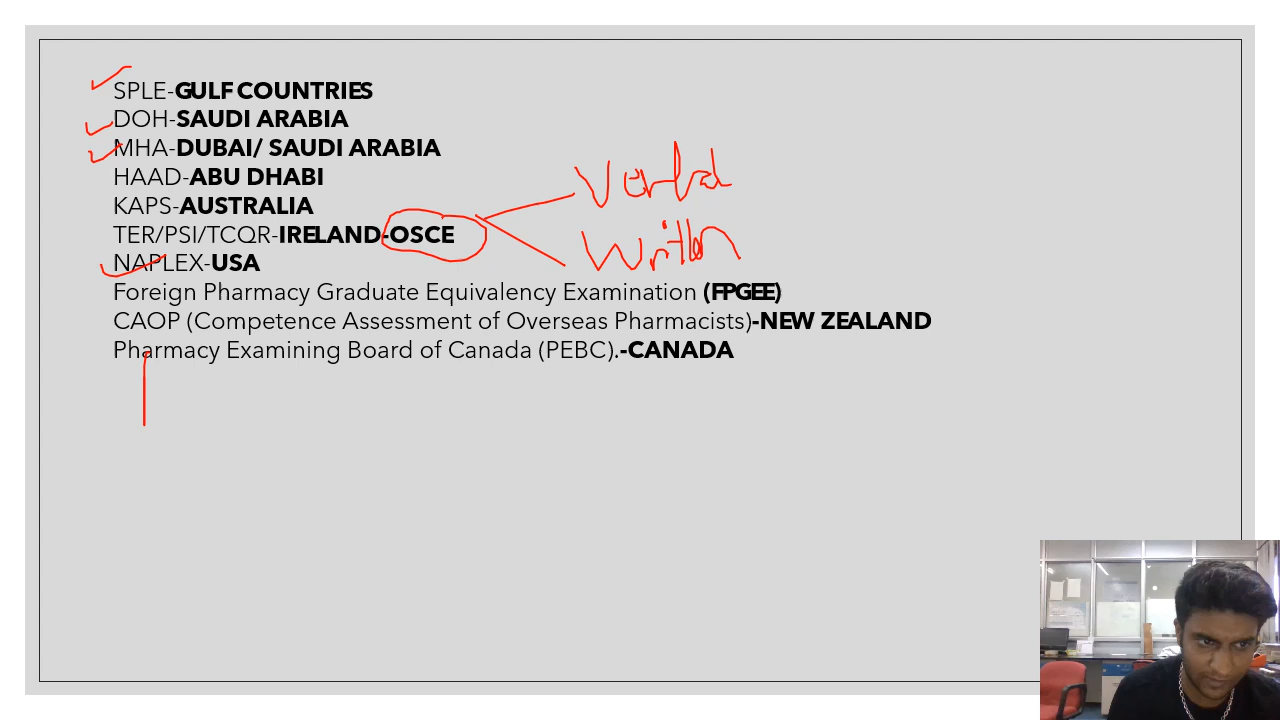 SPLE-GULF COUNTRIES
DOH-SAUDI ARABIA
MHA-DUBAI/ SAUDI ARABIA
HAAD-ABU DHABI
KAPS-AUSTRALIA
TER/PSI/TCQR-IRELAND-OSCE
NAPLEX-USA
Foreign Pharmacy Graduate Equivalency Examination (FPGEE)
CAOP (Competence Assessment of Overseas Pharmacists)-NEW ZEALAND
Pharmacy Examining Board of Canada (PEBC).-CANADA
Verbal
Written